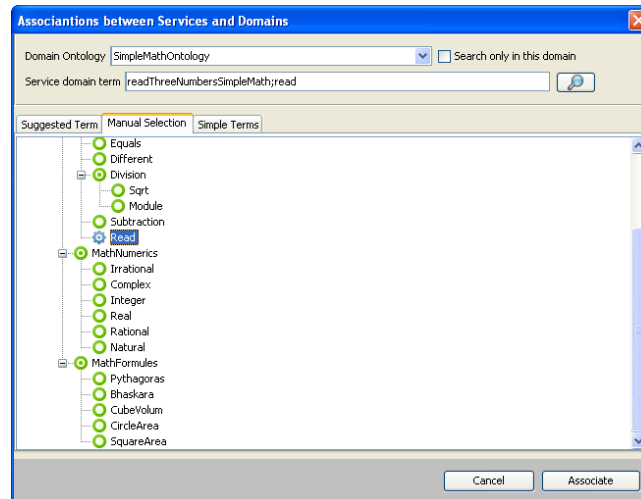 Associantions between Services and Domains
Domain Ontology SimpleMathOntology Search only in this domain
Service domain term readThreeNumbersSimpleMath;read
Suggested Term Manual Selection Simple Terms
Equals
Different
Division
Sqrt
Module
Subtraction
Read
MathNumerics
Irrational
Complex
Integer
Real
Rational
Natural
MathFormules
Pythagoras
Bhaskara
CubeVolum
CircleArea
SquareArea
Cancel Associate